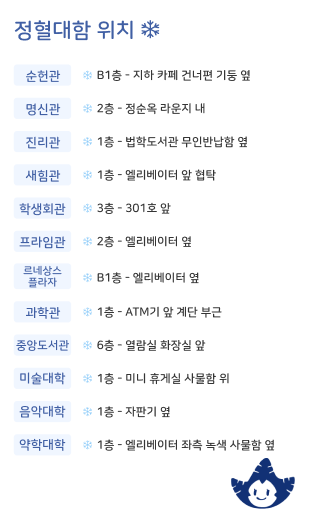 정혈대함 위치 ❄
순헌관 ❄ B1층 - 지하 카페 건너편 기둥 옆
명신관 ❄ 2층 - 정순옥 라운지 내
진리관 ❄ 1층 - 법학도서관 무인반납함 옆
새힘관 ❄ 1층 - 엘리베이터 앞 협탁
학생회관 ❄ 3층 - 301호 앞
프라임관 ❄ 2층 - 엘리베이터 옆
르네상스
플라자 ❄ B1층 - 엘리베이터 옆
과학관 ❄ 1층 - ATM기 앞 계단 부근
중앙도서관 ❄ 6층 - 열람실 화장실 앞
미술대학 ❄ 1층 - 미니 휴게실 사물함 위
음악대학 ❄ 1층 - 자판기 옆
약학대학 ❄ 1층 - 엘리베이터 좌측 녹색 사물함 옆